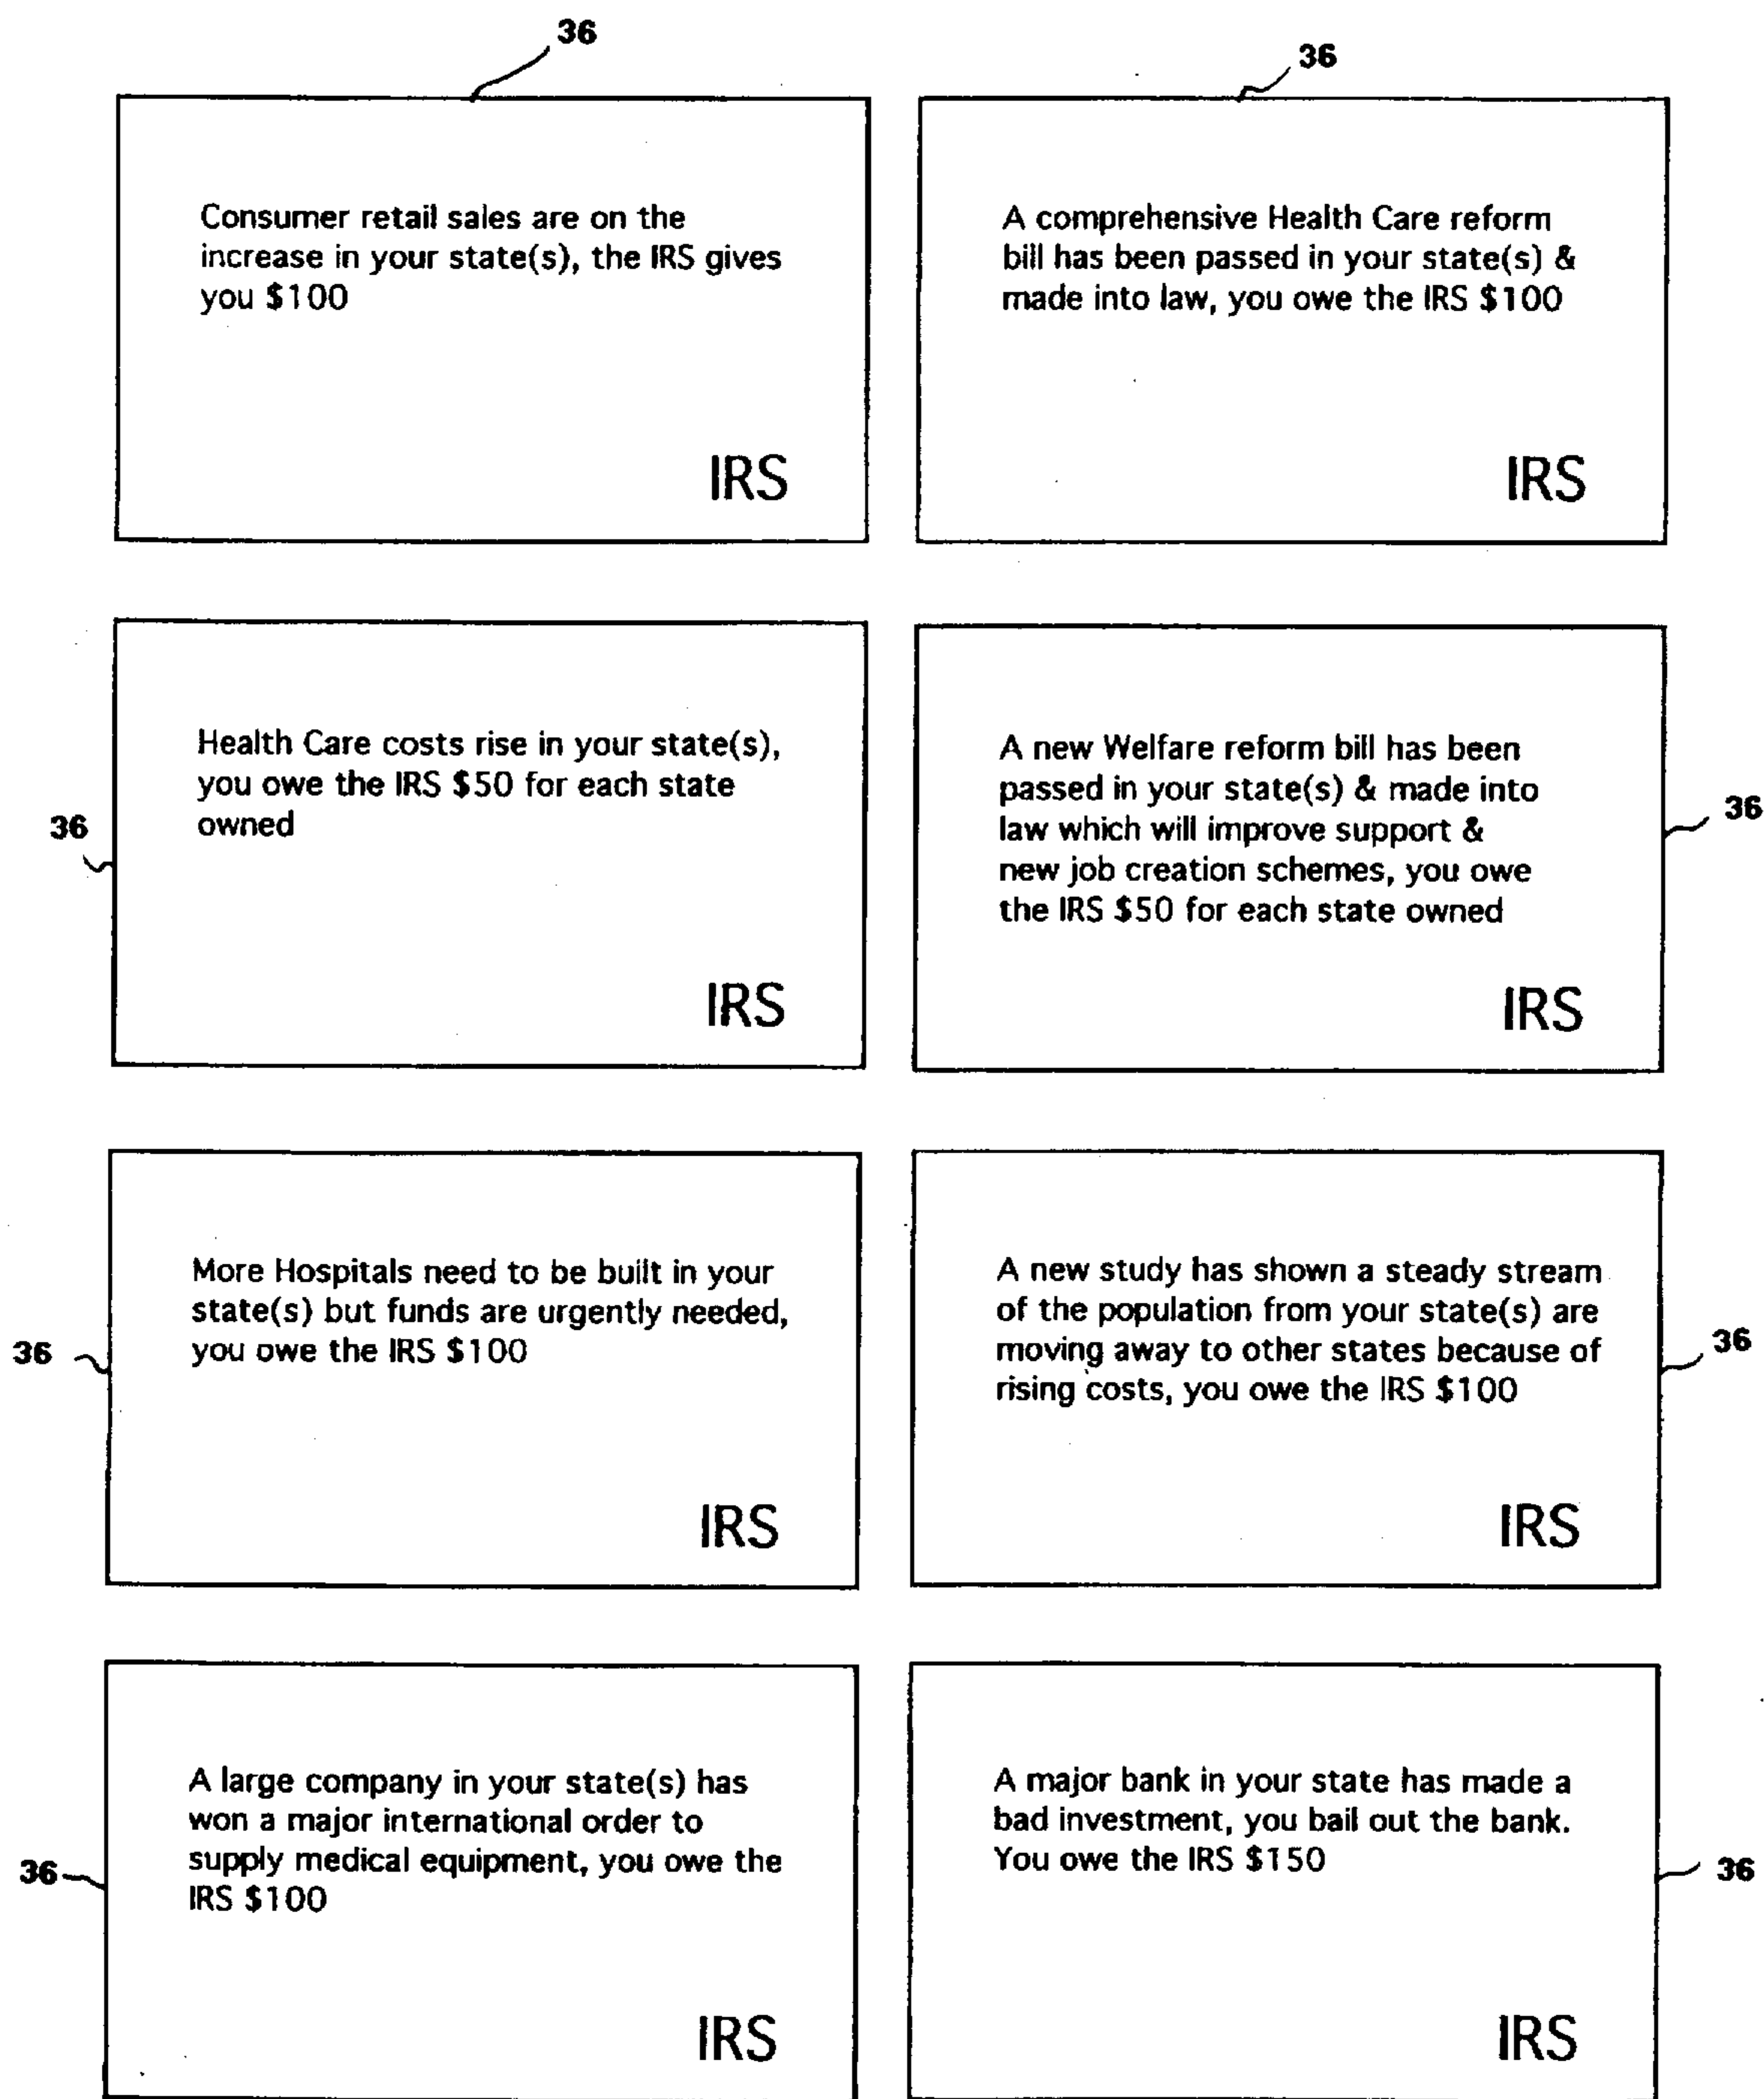 36
36
Consumer retail sales are on the
increase in your state(s), the IRS gives
you $100
IRS
A comprehensive Health Care reform
bill has been passed in your state(s) &
made into law, you owe the IRS $100
IRS
36
Health Care costs rise in your state(s),
you owe the IRS $50 for each state
owned
IRS
A new Welfare reform bill has been
passed in your state(s) & made into
law which will improve support &
new job creation schemes, you owe
the IRS $50 for each state owned
IRS
36
36
More Hospitals need to be built in your
state(s) but funds are urgently needed,
you owe the IRS $100
IRS
A new study has shown a steady stream
of the population from your state(s) are
moving away to other states because of
rising costs, you owe the IRS $100
IRS
36
36
A large company in your state(s) has
won a major international order to
supply medical equipment, you owe the
IRS $100
IRS
A major bank in your state has made a
bad investment, you bail out the bank.
You owe the IRS $150
IRS
36